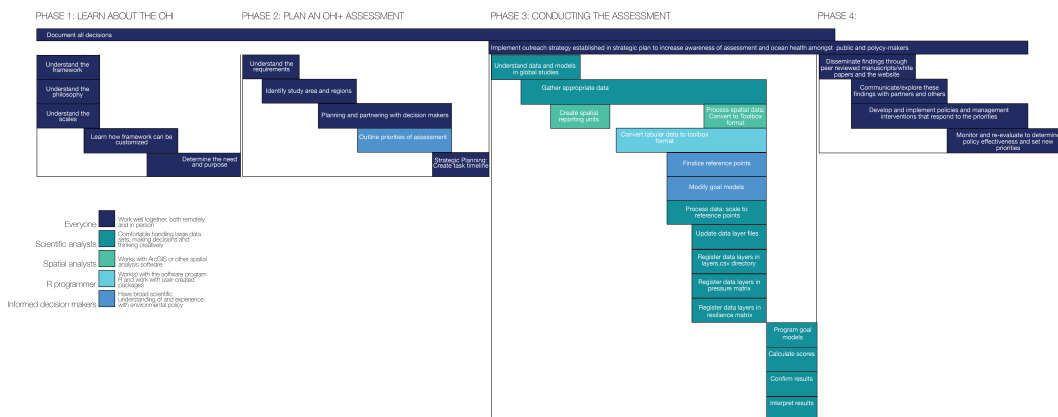 PHASE 1: LEARN ABOUT THE OHI
PHASE 2: PLAN AN OHI+ ASSESSMENT
PHASE 3: CONDUCTING THE ASSESSMENT
PHASE 4:
Document all decisions
Implement outreach strategy established in strategic plan to increase awareness of assessment and ocean health amongst public and policy-makers
Understand the
framework
Understand the
philosophy
Understand the
scales
Learn how framework can be
customized
Determine the need
and purpose
Understand the
requirements
Identify study area and regions
Planning and partnering with decision makers
Outline priorities of assessment
Strategic Planning:
Create task timeline
Understand data and models
in global studies
Gather appropriate data
Create spatial
reporting units
Process spatial data:
Convert to Toolbox
format
Convert tabular data to toolbox
format
Finalize reference points
Modify goal models
Process data: scale to
reference points
Update data layer files
Register data layers in
layers.csv directory
Register data layers in
pressure matrix
Register data layers in
resilience matrix
Program goal
models
Calculate scores
Confirm results
Interpret results
Disseminate findings through
peer reviewed manuscripts/white
papers and the website
Communicate/explore these
findings with partners and others
Develop and implement policies and management
interventions that respond to the priorities
Monitor and re-evaluate to determine
policy effectiveness and set new
priorities
Everyone
Work well together, both remotely
and in person
Scientific analysts
Comfortable handling large data
sets, making decisions and
thinking creatively
Spatial analysts
Works with ArcGIS or other spatial
analysis software
R programmer
Work(s) with the software program
R and work with user-created
packages
Informed decision makers
Have broad scientific
understanding of and experience
with environmental policy